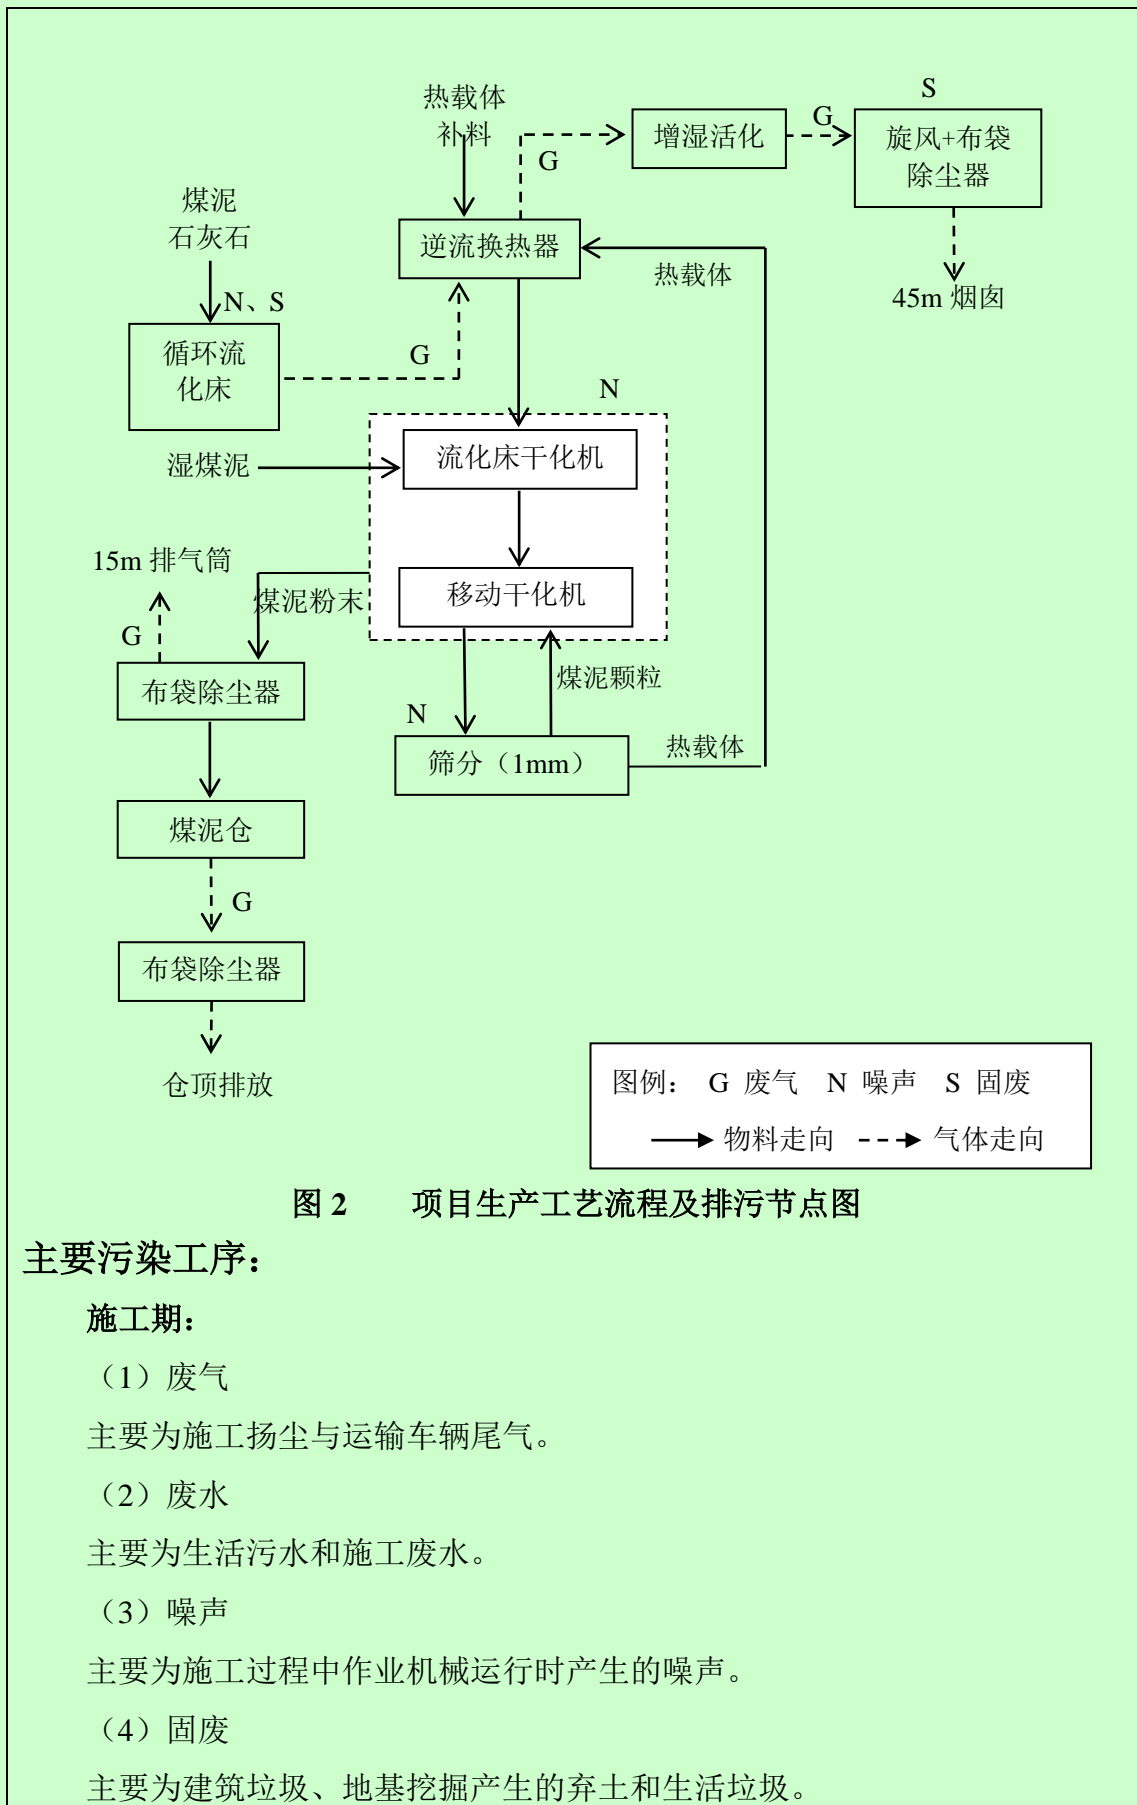 热载体
补料
G
增湿活化
G
S
旋风+布袋
除尘器
45m 烟囱
煤泥
石灰石
N、S
循环流
化床
G
逆流换热器
热载体
N
湿煤泥
流化床干化机
移动干化机
15m 排气筒
煤泥粉末
G
布袋除尘器
煤泥颗粒
N
筛分（1mm）
热载体
煤泥仓
G
布袋除尘器
仓顶排放
图例： G 废气 N 噪声 S 固废
物料走向 气体走向
图 2 项目生产工艺流程及排污节点图
主要污染工序：
施工期：
（1）废气
主要为施工扬尘与运输车辆尾气。
（2）废水
主要为生活污水和施工废水。
（3）噪声
主要为施工过程中作业机械运行时产生的噪声。
（4）固废
主要为建筑垃圾、地基挖掘产生的弃土和生活垃圾。